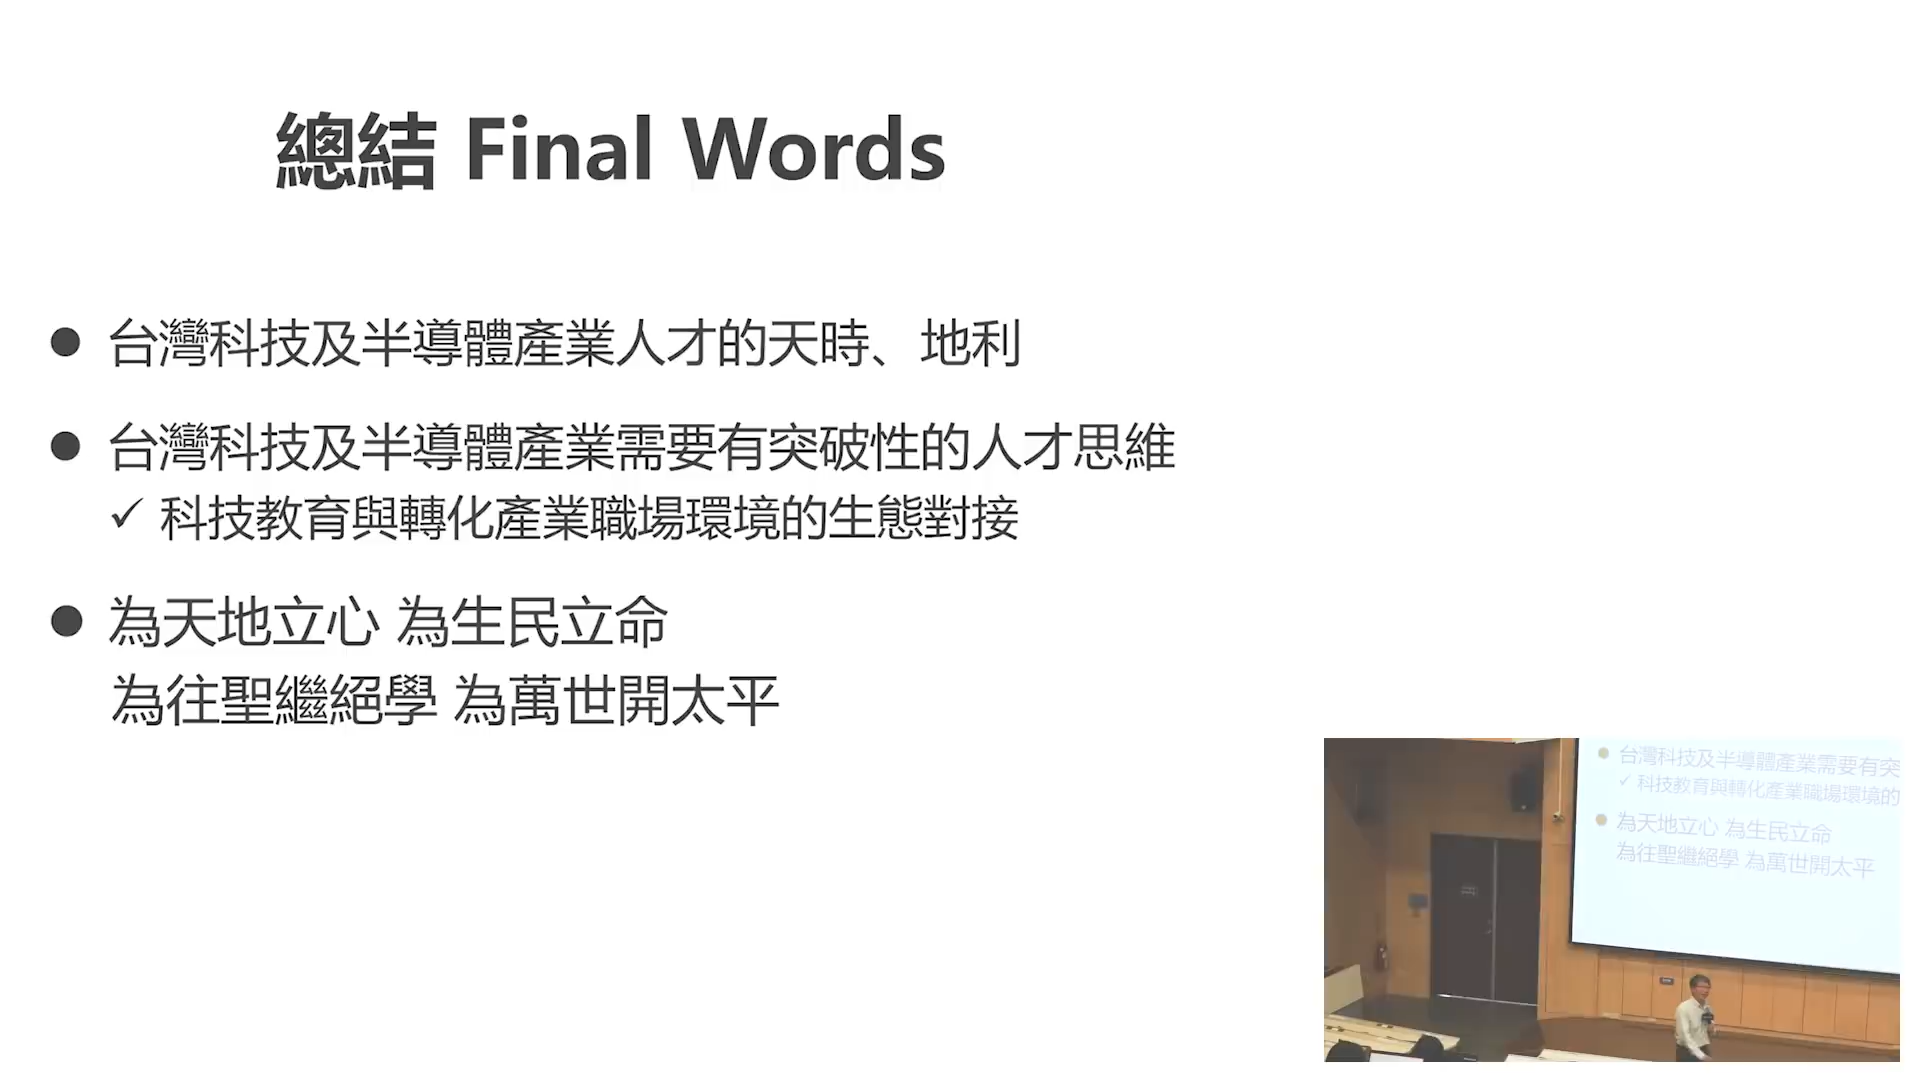 總結 Final Words
● 台灣科技及半導體產業人才的天時、地利
● 台灣科技及半導體產業需要有突破性的人才思維
✓ 科技教育與轉化產業職場環境的生態對接
● 為天地立心 為生民立命
為往聖繼絕學 為萬世開太平
● 台灣科技及半導體產業需要有突
✓ 科技教育與轉化產業職場環境的
● 為天地立心 為生民立命
為往聖繼絕學 為萬世開太平